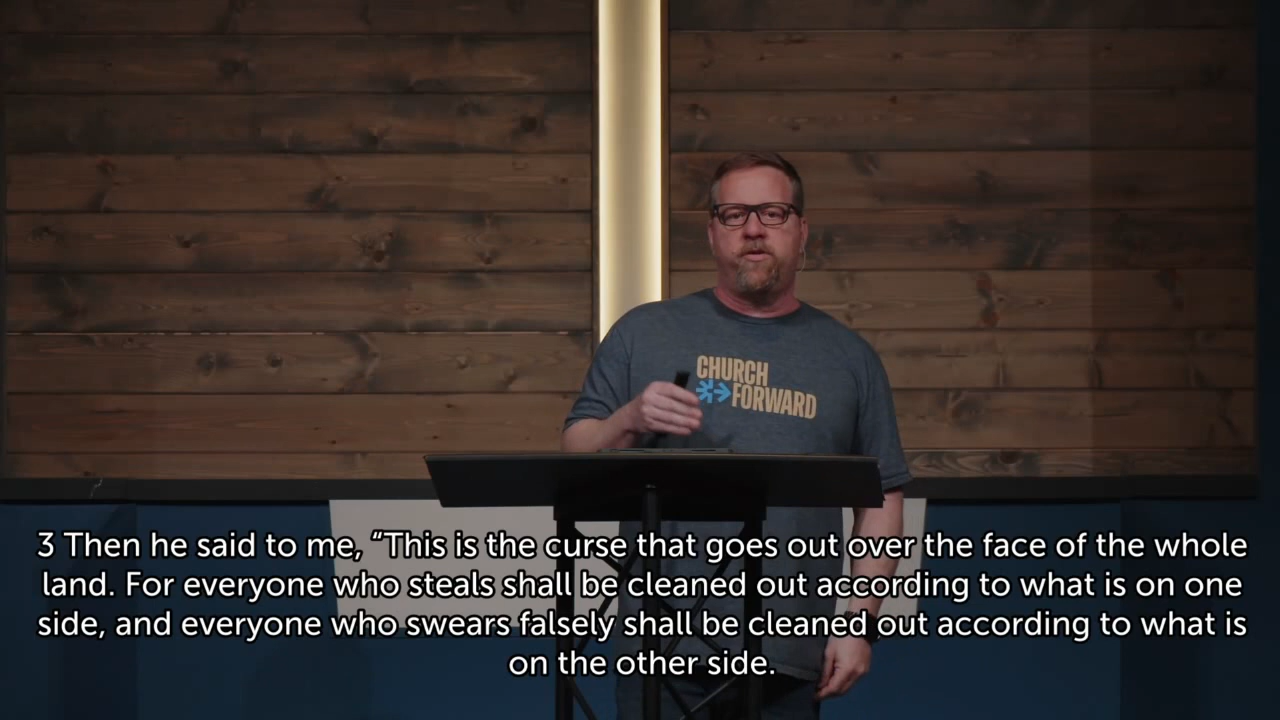 CHURCH
FORWARD
3 Then he said to me, “This is the curse that goes out over the face of the whole
land. For everyone who steals shall be cleaned out according to what is on one
side, and everyone who swears falsely shall be cleaned out according to what is
on the other side.